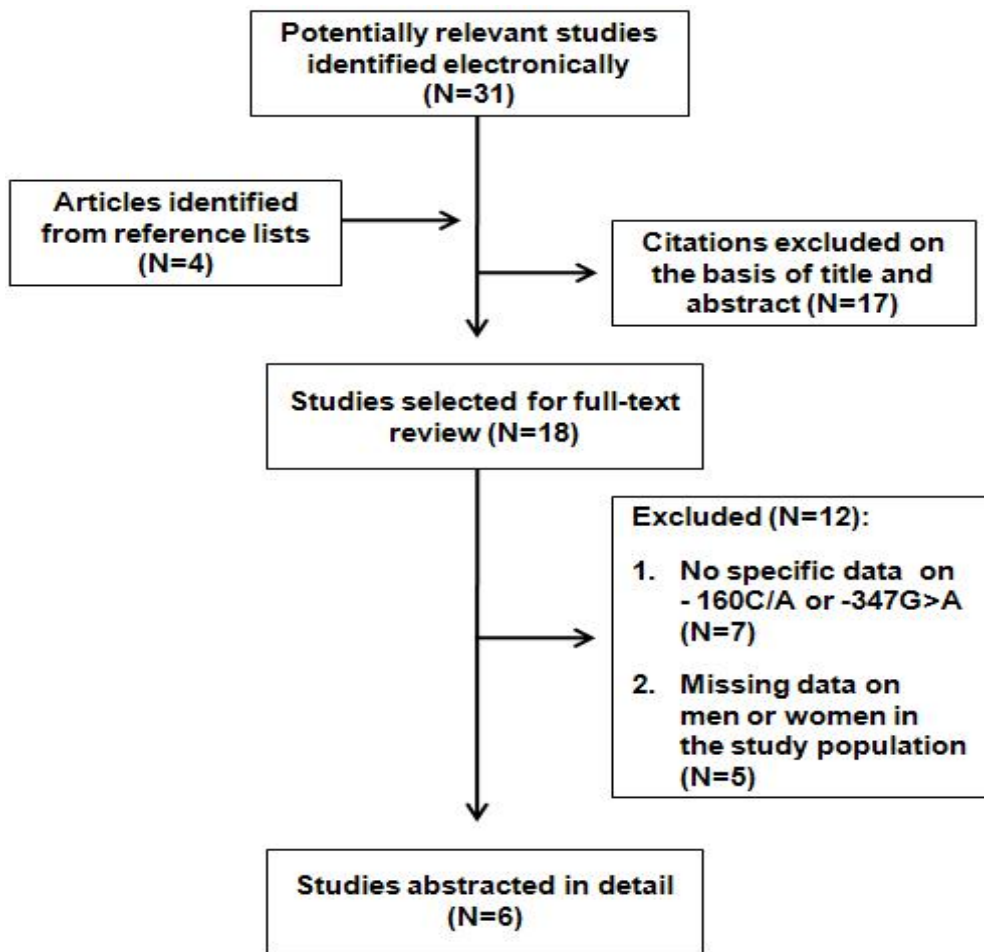 Potentially relevant studies
identified electronically
(N=31)
Articles identified
from reference lists
(N=4)
Citations excluded on
the basis of title and
abstract (N=17)
Studies selected for full-text
review (N=18)
Excluded (N=12):
1. No specific data on
- 160C/A or -347G>A
(N=7)
2. Missing data on
men or women in
the study population
(N=5)
Studies abstracted in detail
(N=6)